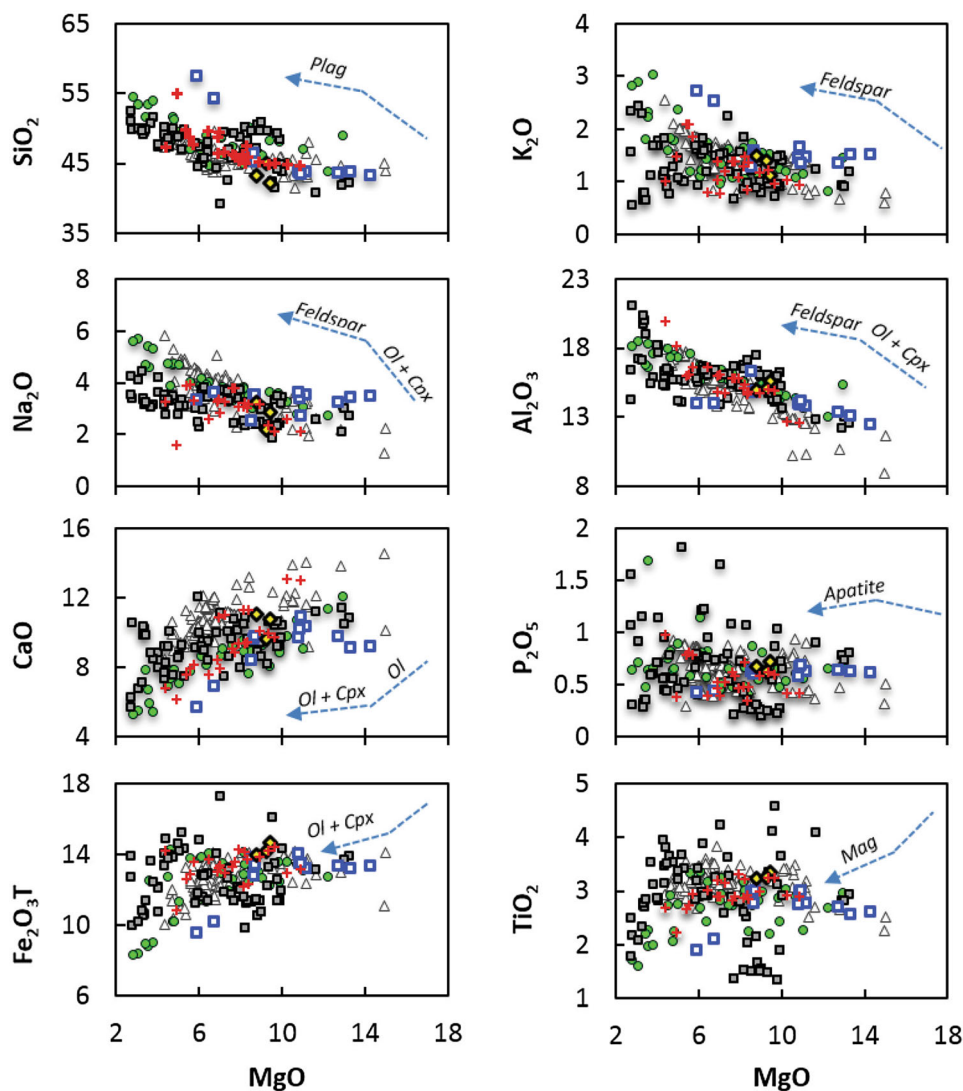 65
55
45
35
SiO2
Plag
4
3
2
1
0
K2O
Feldspar
8
6
4
2
0
Na2O
Feldspar
Ol + Cpx
23
18
13
8
Al2O3
Feldspar
Ol + Cpx
16
12
8
4
CaO
Ol + Cpx
Ol
2
1.5
1
0.5
0
P2O5
Apatite
18
14
10
6
Fe2O3T
Ol + Cpx
2
6
10
14
18
MgO
5
4
3
2
1
TiO2
Mag
2
6
10
14
18
MgO